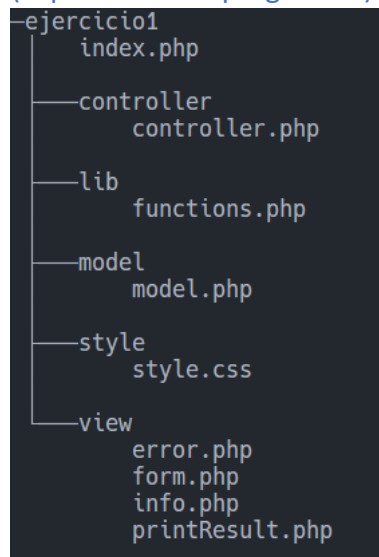 ejercicio1
index.php
controller
controller.php
lib
functions.php
model
model.php
style
style.css
view
error.php
form.php
info.php
printResult.php